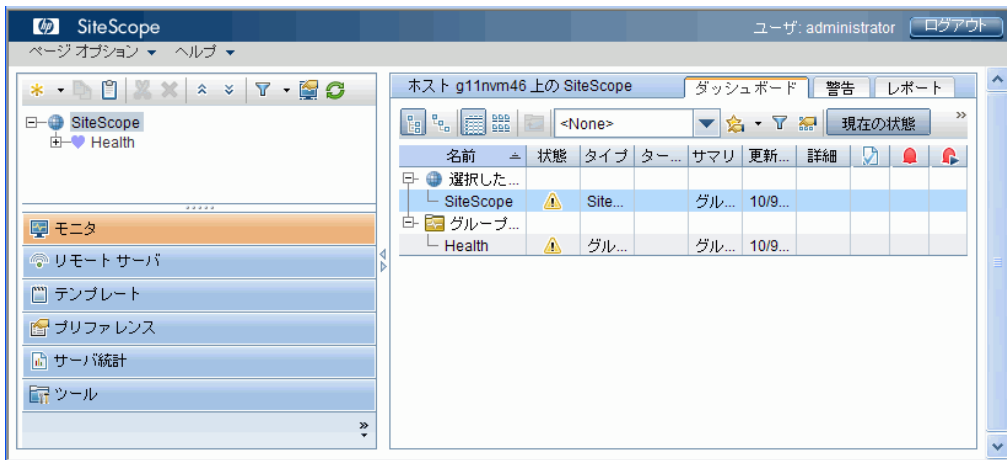 hp SiteScope ユーザ: administrator ログアウト
ページ オプション ヘルプ
ホスト g11nvm46 上の SiteScope ダッシュボード 警告 レポート
SiteScope
Health
<None> 現在の状態
名前 状態 タイプ ター... サマリ 更新... 詳細
選択した...
SiteScope Site... グル... 10/9...
グループ...
Health グル... グル... 10/9...
モニタ
リモート サーバ
テンプレート
プリファレンス
サーバ統計
ツール